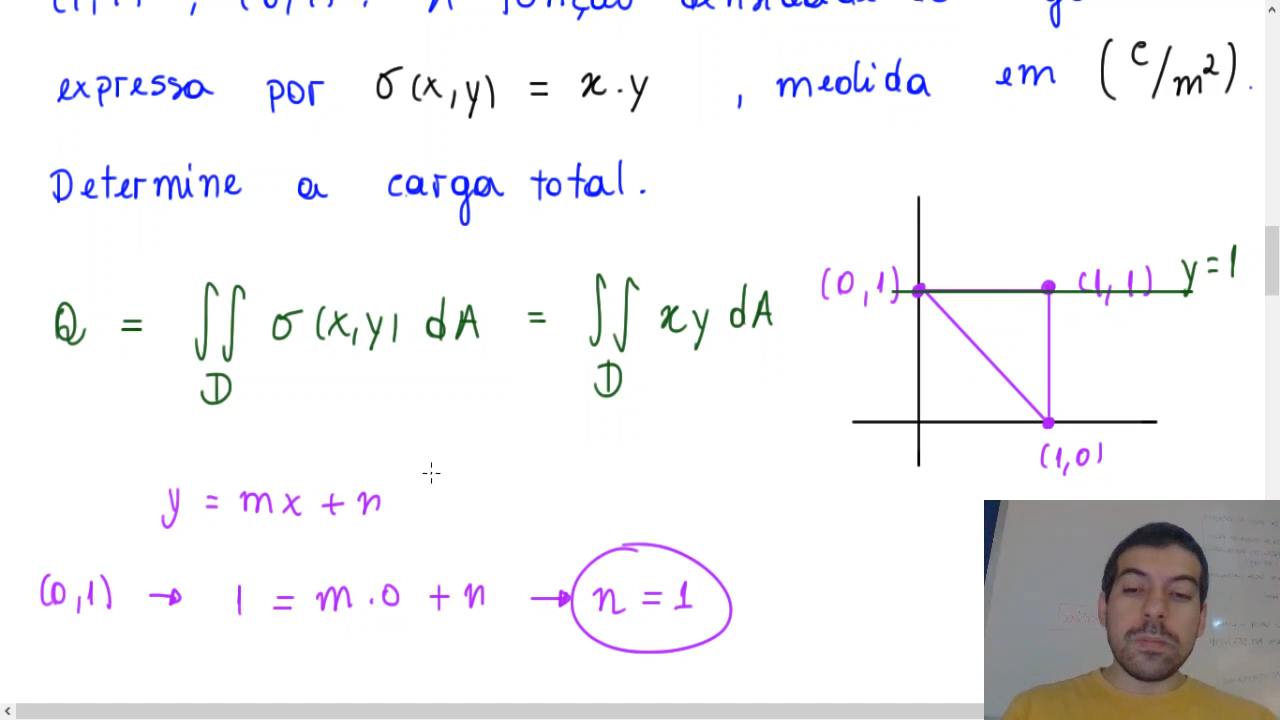 expressa por σ(x,y) = x.y , medida em (C/m²).
Determine a carga total.
Q = ∬ σ(x,y) dA = ∬ xy dA
D D
(0,1) (1,1) y=1
(1,0)
y = mx + n
(0,1) → 1 = m.0 + n → n = 1